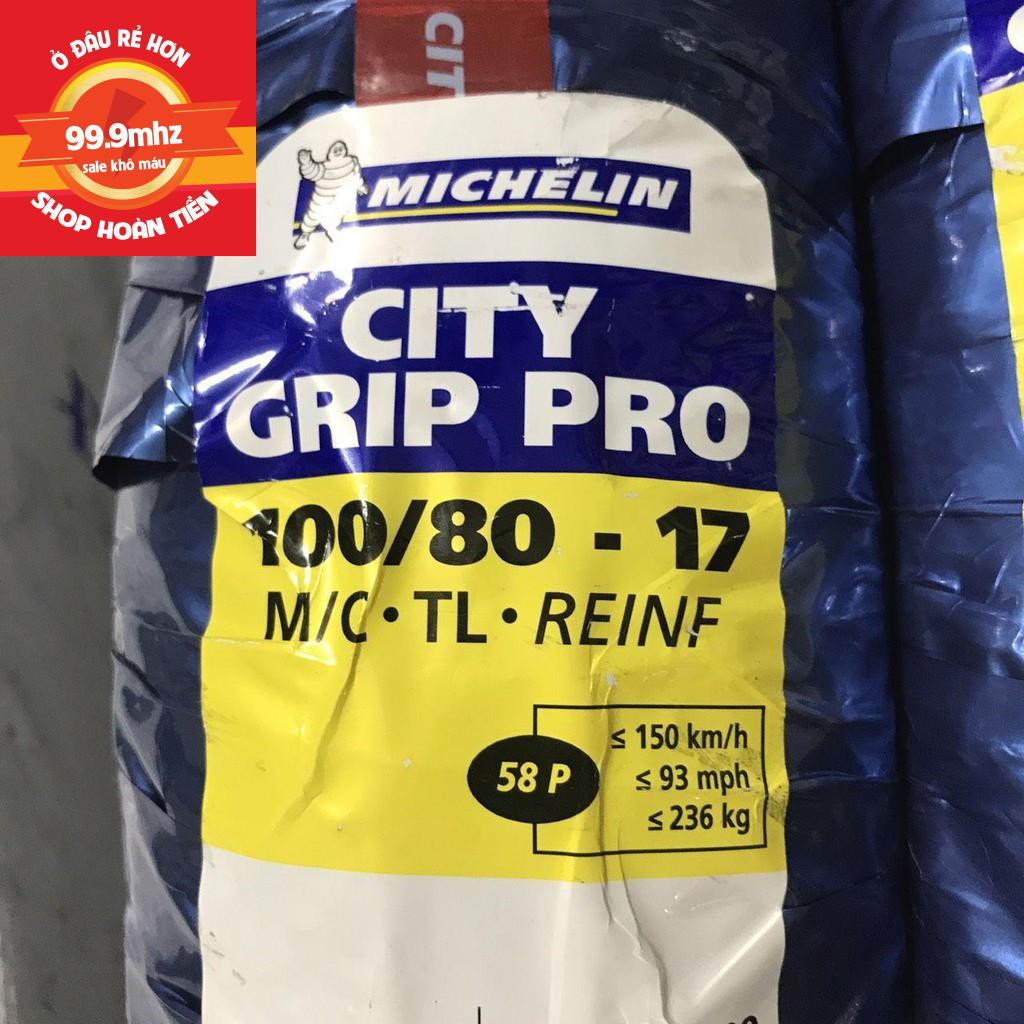 Ở ĐÂU RẺ HƠN
99.9mhz
sale khô máu
SHOP HOÀN TIỀN
CIT
MICHELIN
CITY
GRIP PRO
100/80 - 17
M/C • TL • REINF
58 P
≤ 150 km/h
≤ 93 mph
≤ 236 kg